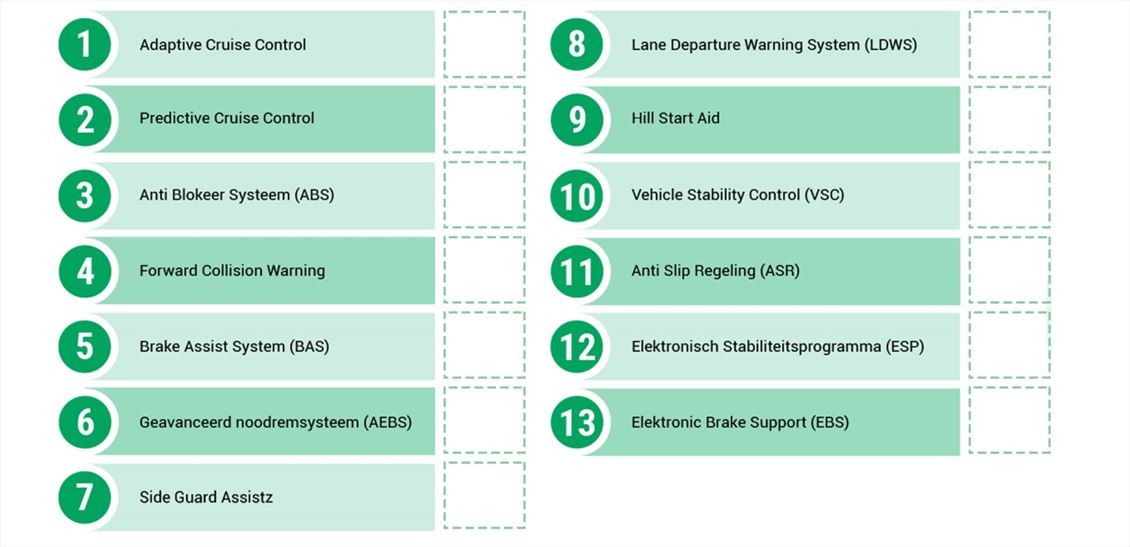 1 Adaptive Cruise Control
2 Predictive Cruise Control
3 Anti Blokeer Systeem (ABS)
4 Forward Collision Warning
5 Brake Assist System (BAS)
6 Geavanceerd noodremsysteem (AEBS)
7 Side Guard Assistz
8 Lane Departure Warning System (LDWS)
9 Hill Start Aid
10 Vehicle Stability Control (VSC)
11 Anti Slip Regeling (ASR)
12 Elektronisch Stabiliteitsprogramma (ESP)
13 Elektronic Brake Support (EBS)